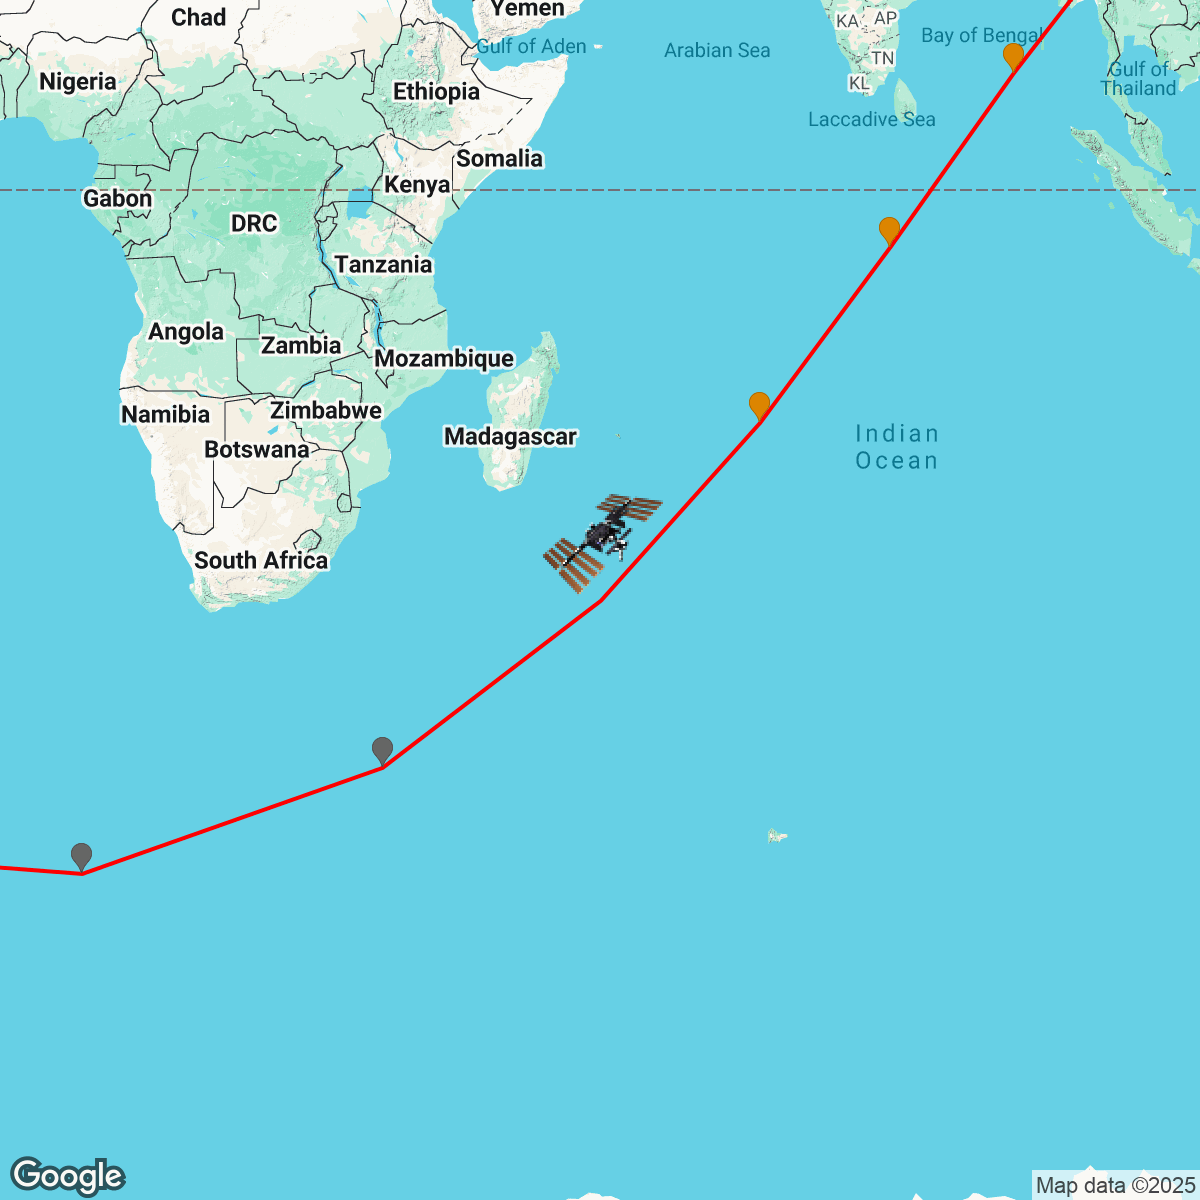 Yemen
Chad
KA
AP
Bay of Bengal
Gulf of Aden
Arabian Sea
TN
Nigeria
KL
Gulf of
Thailand
Ethiopia
Laccadive Sea
Somalia
Kenya
Gabon
DRC
Tanzania
Angola
Zambia
Mozambique
Namibia
Zimbabwe
Madagascar
Indian
Ocean
Botswana
South Africa
Google
Map data ©2025